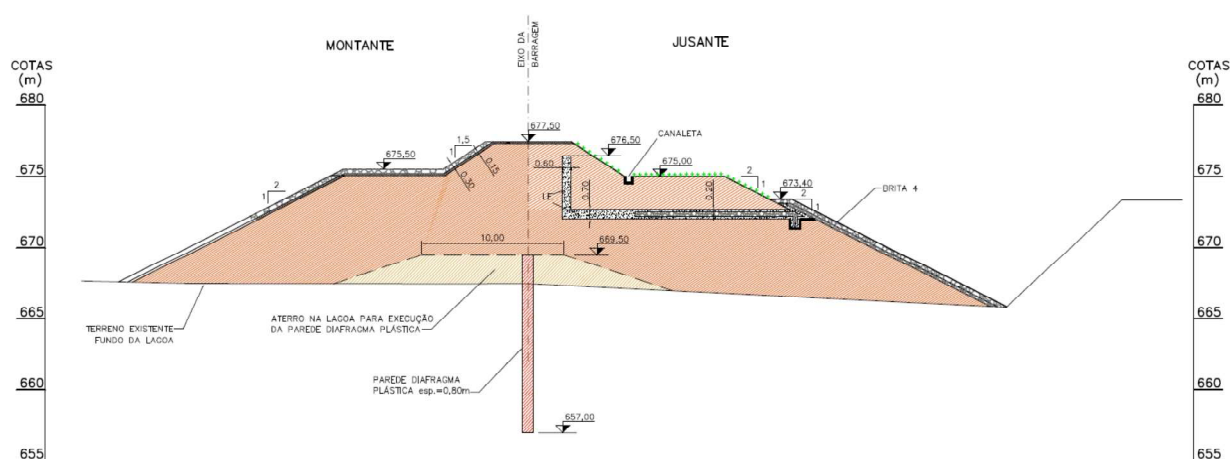 MONTANTE
EIXO DA
BARRAGEM
JUSANTE
COTAS
(m)
COTAS
(m)
680
680
677,50
676,50
CANALETA
675,50
1,5
1
0,15
0,30
0,60
675,00
675
675
2
1
2
1
673,40
2
1
BRITA 4
LE
0,70
0,20
670
670
10,00
669,50
665
665
TERRENO EXISTENTE
FUNDO DA LAGOA
ATERRO NA LAGOA PARA EXECUÇÃO
DA PAREDE DIAFRAGMA PLÁSTICA
660
660
PAREDE DIAFRAGMA
PLÁSTICA esp.=0,80m
657,00
655
655